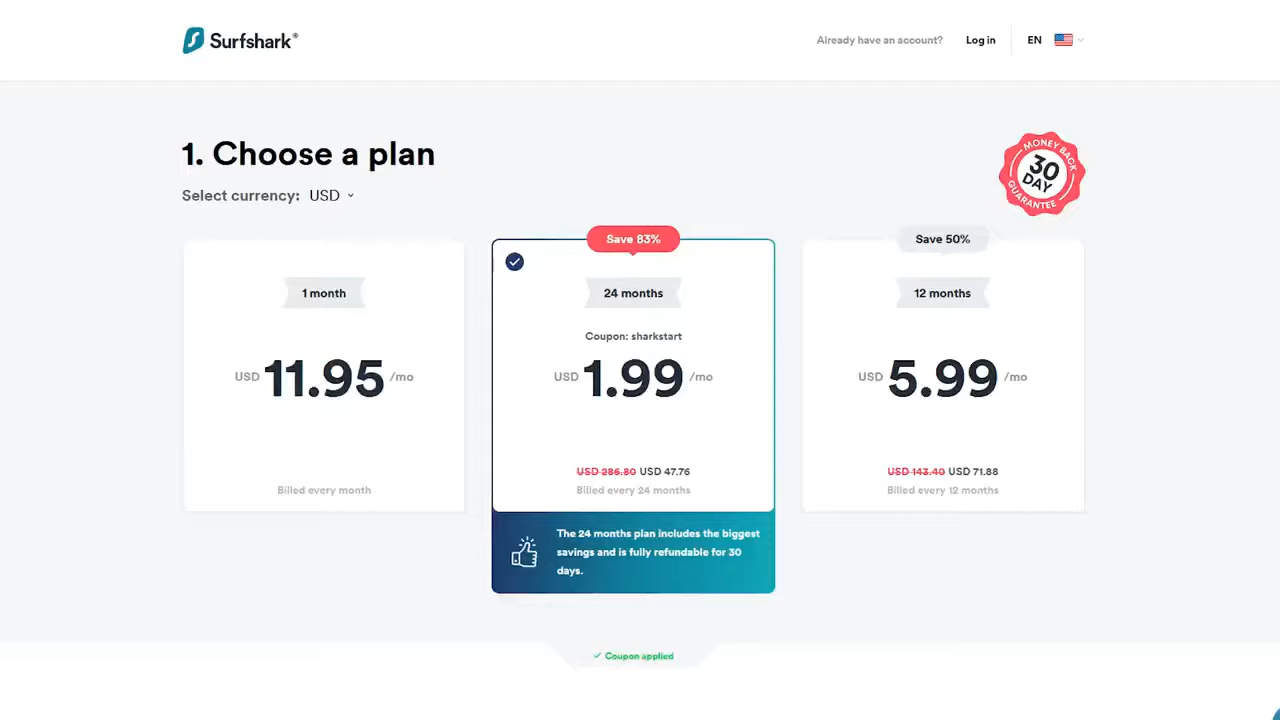 Surfshark®
Already have an account?
Log in
EN
1. Choose a plan
Select currency: USD
MONEY BACK
30
DAY
GUARANTEE
1 month
USD 11.95 /mo
Billed every month
Save 83%
24 months
Coupon: sharkstart
USD 1.99 /mo
USD 286.80 USD 47.76
Billed every 24 months
The 24 months plan includes the biggest
savings and is fully refundable for 30
days.
Save 50%
12 months
USD 5.99 /mo
USD 143.40 USD 71.88
Billed every 12 months
Coupon applied